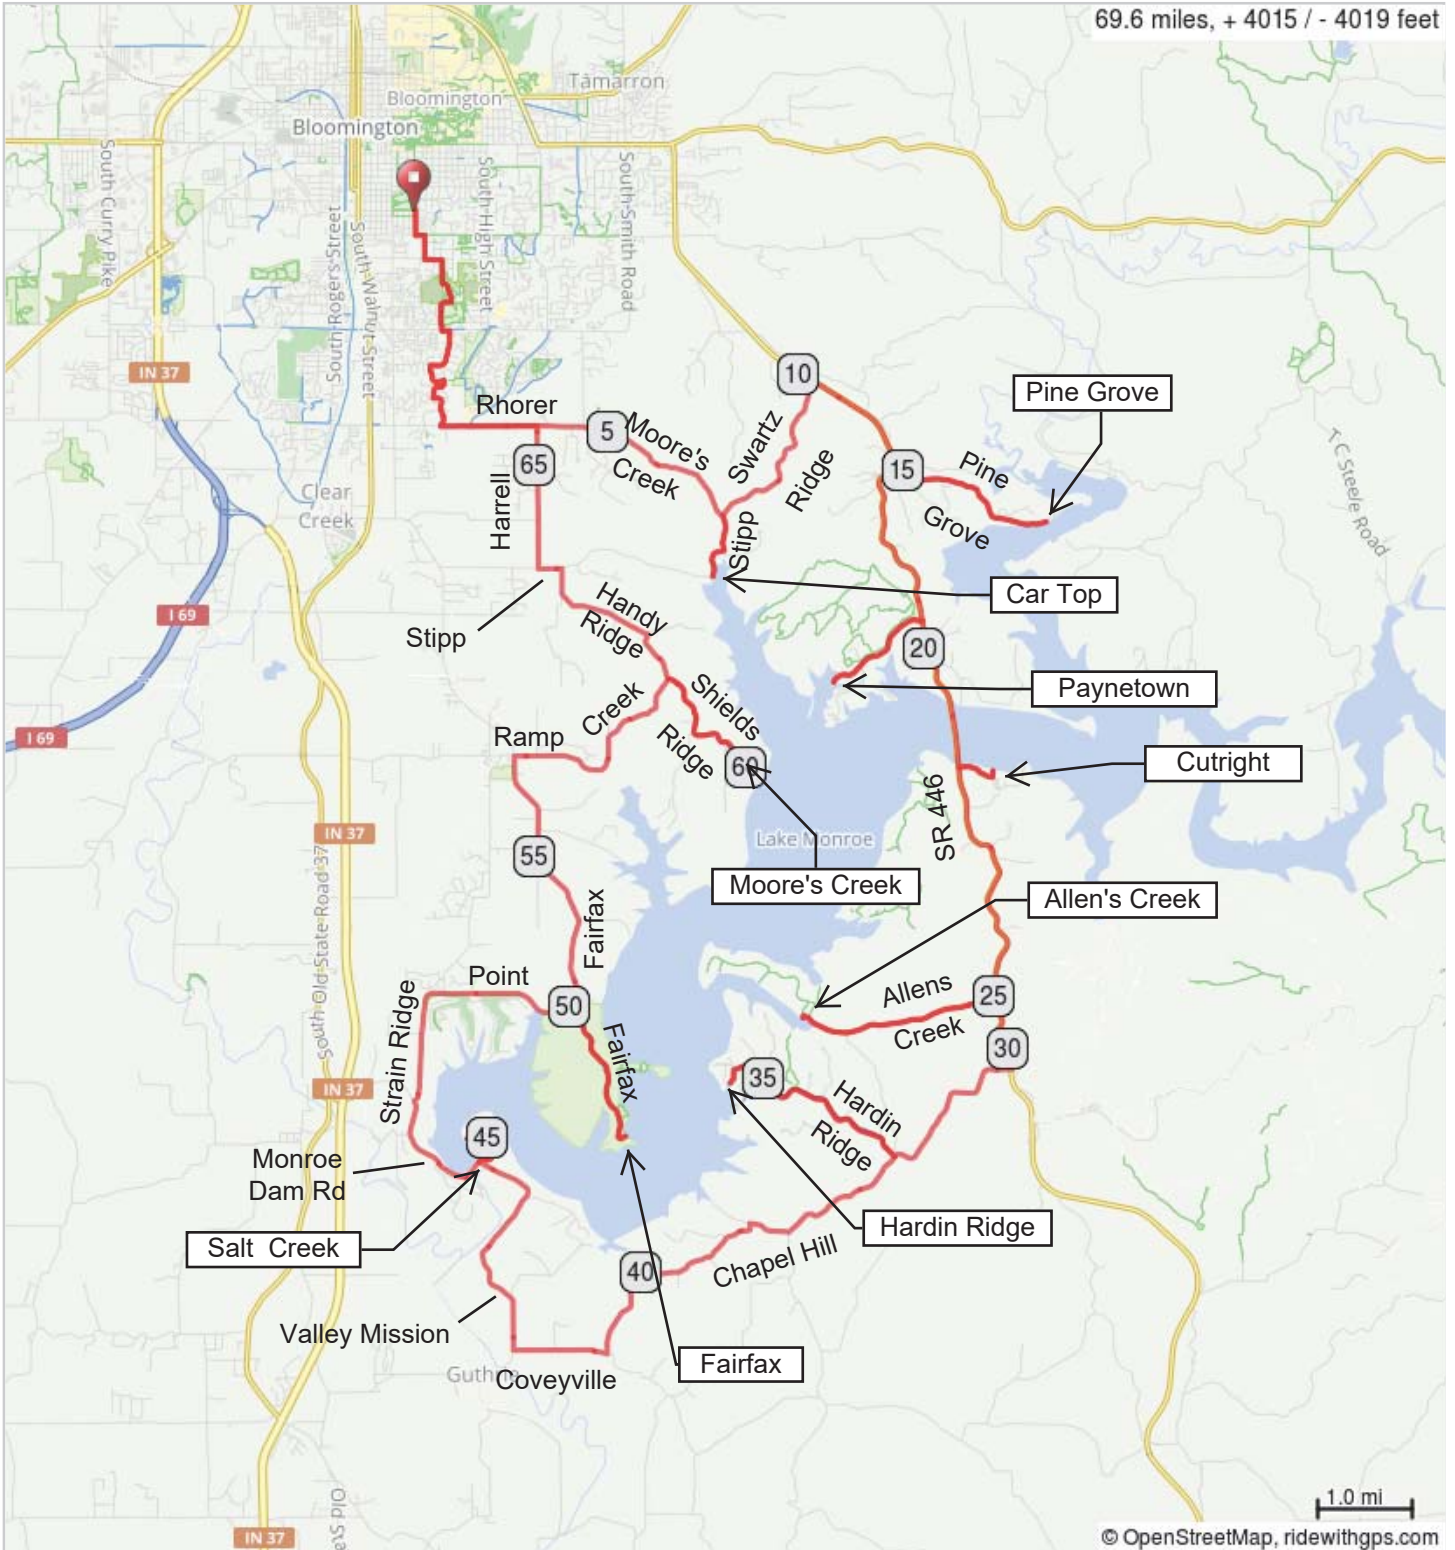 69.6 miles, + 4015 / - 4019 feet
Tamarron
Bloomington
Bloomington
South Curry Pike
South Rogers Street
South Walnut Street
South High Street
South Smith Road
IN 37
10
Pine Grove
Rhorer
5
Moore's
Creek
Swartz
Ridge
15
Pine
Grove
T C Steele Road
65
Harrell
Clear
Creek
Stipp
Car Top
I 69
Handy
Ridge
Stipp
20
Paynetown
Shields
Ridge
Creek
Ramp
I 69
60
Cutright
SR 446
IN 37
Lake Monroe
55
Moore's Creek
Allen's Creek
Fairfax
South Old State Road 37
Point
50
Allens
Creek
25
Strain Ridge
Fairfax
30
IN 37
35
Hardin
Ridge
45
Monroe
Dam Rd
Salt Creek
Hardin Ridge
40
Chapel Hill
Valley Mission
Fairfax
Coveyville
1.0 mi
IN 37
© OpenStreetMap, ridewithgps.com